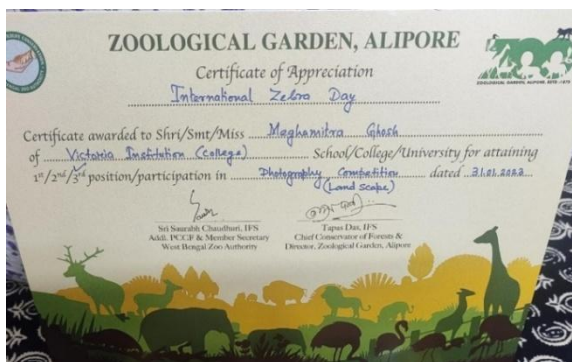 ZOOLOGICAL GARDEN, ALIPORE
Certificate of Appreciation
International Zebra Day
Certificate awarded to Shri/Smt/Miss Meghamitra Ghosh
of Victoria Institution (College) School/College/University for attaining
1st/2nd/3rd position/participation in Photography Competition dated 31.01.2023
(Land scape)
Sri Saurabh Chaudhuri, IFS
Addl. PCCF & Member Secretary
West Bengal Zoo Authority
Tapas Das, IFS
Chief Conservator of Forests &
Director, Zoological Garden, Alipore